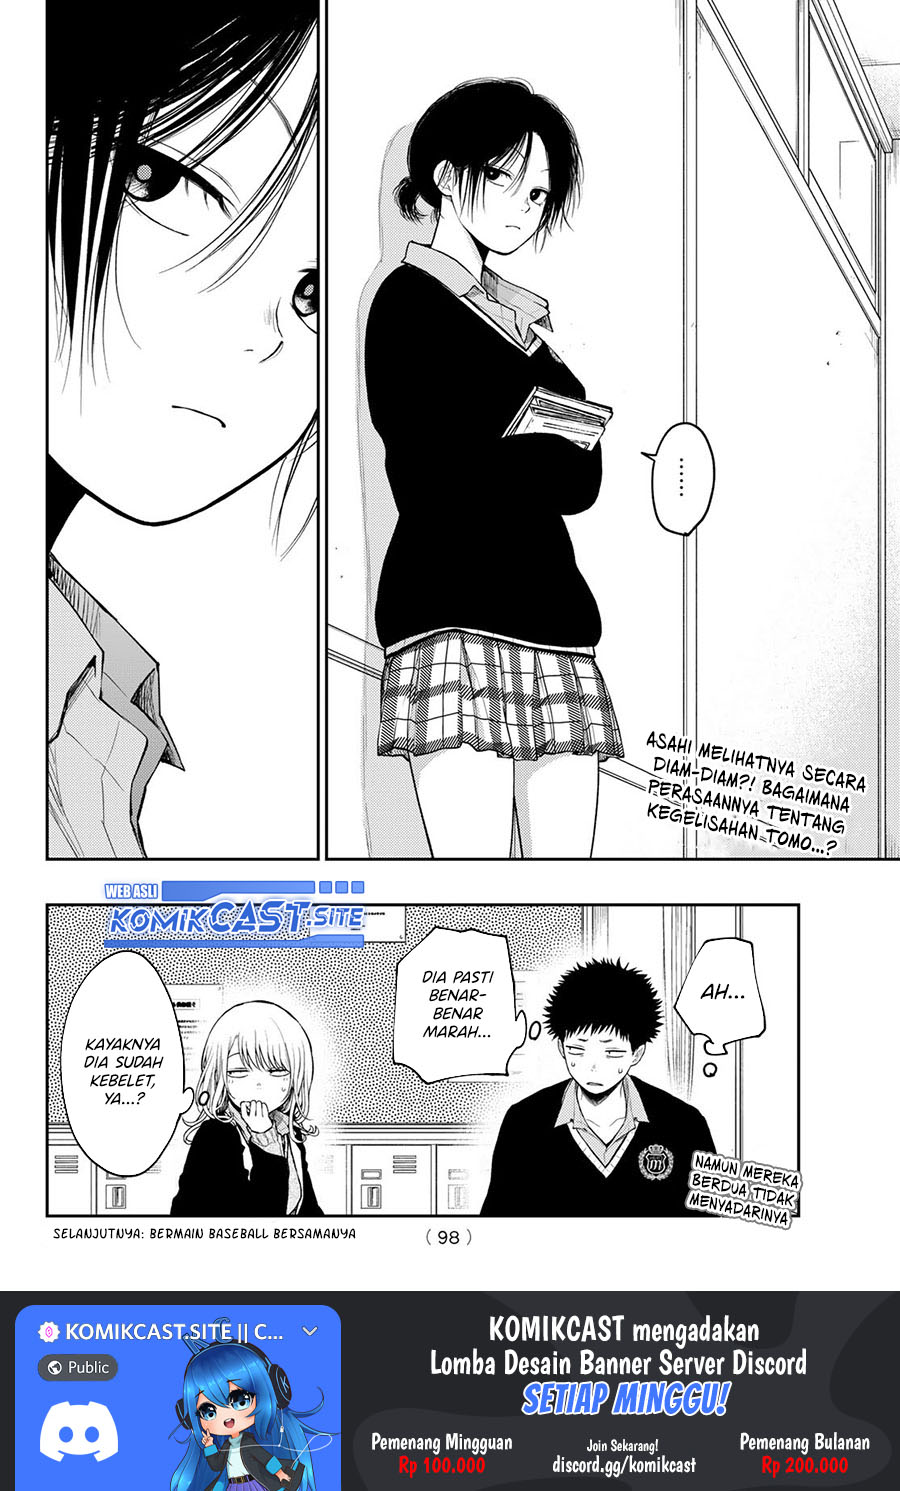 ........
ASAHI MELIHATNYA SECARA
DIAM-DIAM?! BAGAIMANA
PERASAANNYA TENTANG
KEGELISAHAN TOMO...?
WEB ASLI
KOMIKCAST.SITE
AH...
DIA PASTI
BENAR-
BENAR
MARAH...
KAYAKNYA
DIA SUDAH
KEBELET,
YA...?
NAMUN MEREKA
BERDUA TIDAK
MENYADARINYA
SELANJUTNYA: BERMAIN BASEBALL BERSAMANYA
( 98 )
KOMIKCAST.SITE || C...
Public
KOMIKCAST mengadakan
Lomba Desain Banner Server Discord
SETIAP MINGGU!
Pemenang Mingguan
Rp 100.000
Join Sekarang!
discord.gg/komikcast
Pemenang Bulanan
Rp 200.000